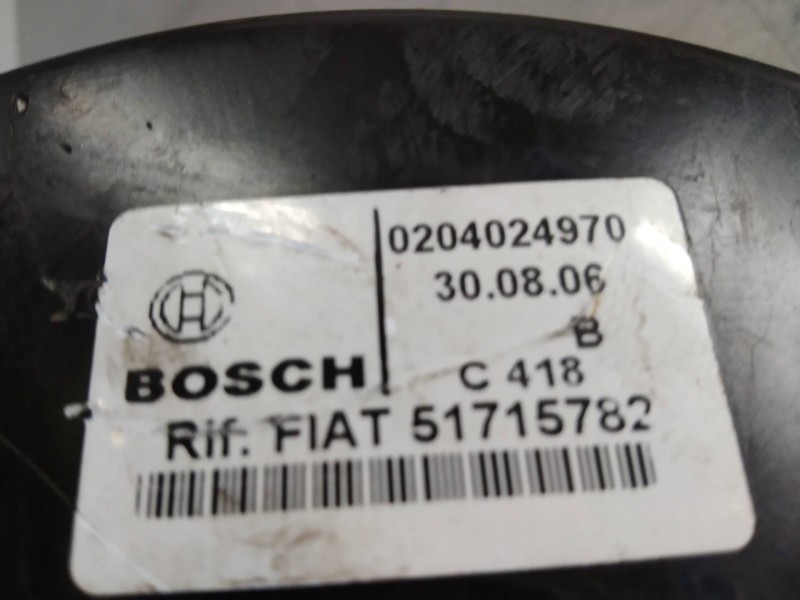 0204024970
30.08.06
B
BOSCH C 418
Rif. FIAT 51715782